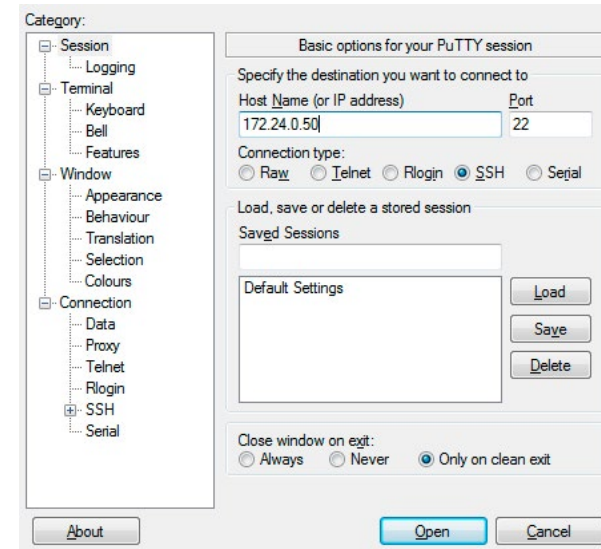 Category:
Session
Logging
Terminal
Keyboard
Bell
Features
Window
Appearance
Behaviour
Translation
Selection
Colours
Connection
Data
Proxy
Telnet
Rlogin
SSH
Serial
Basic options for your PuTTY session
Specify the destination you want to connect to
Host Name (or IP address) Port
172.24.0.50 22
Connection type:
Raw Telnet Rlogin SSH Serial
Load, save or delete a stored session
Saved Sessions
Default Settings
Load
Save
Delete
Close window on exit:
Always Never Only on clean exit
About Open Cancel